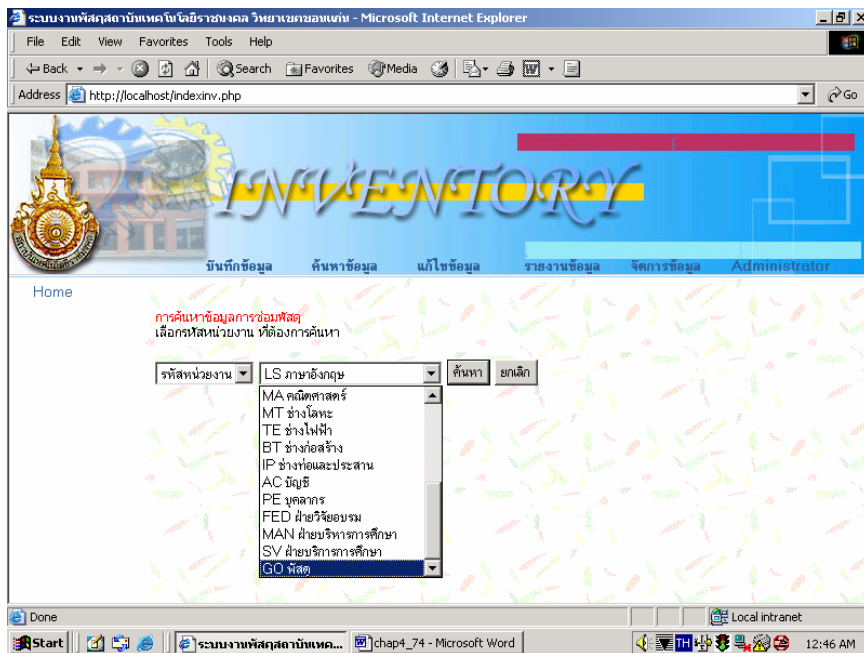 ระบบงานพัสดุสถาบันเทคโนโลยีราชมงคล วิทยาเขตขอนแก่น - Microsoft Internet Explorer
File Edit View Favorites Tools Help
Back Search Favorites Media
Address http://localhost/indexinv.php Go
INVENTORY
บันทึกข้อมูล ค้นหาข้อมูล แก้ไขข้อมูล รายงานข้อมูล จัดการข้อมูล Administrator
Home
การค้นหาข้อมูลการซ่อมพัสดุ
เลือกรหัสหน่วยงาน ที่ต้องการค้นหา
รหัสหน่วยงาน LS ภาษาอังกฤษ ค้นหา ยกเลิก
MA คณิตศาสตร์
MT ช่างโลหะ
TE ช่างไฟฟ้า
BT ช่างก่อสร้าง
IP ช่างท่อและประสาน
AC บัญชี
PE บุคลากร
FED ฝ่ายวิจัยอบรม
MAN ฝ่ายบริหารการศึกษา
SV ฝ่ายบริการการศึกษา
GO พัสดุ
Done Local intranet
Start ระบบงานพัสดุสถาบันเทค... chap4_74 - Microsoft Word TH 12:46 AM